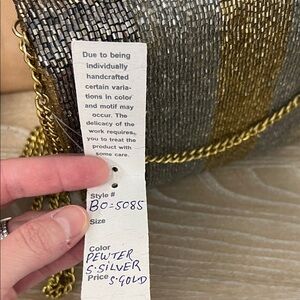 Due to being
individually
handcrafted
certain varia-
tions in color
and motif may
occur. The
delicacy of the
work requires
you to treat the
product with
some care.
Style #
BO=5085
Size
Color
PEWTER
S.SILVER
Price S.GOLD